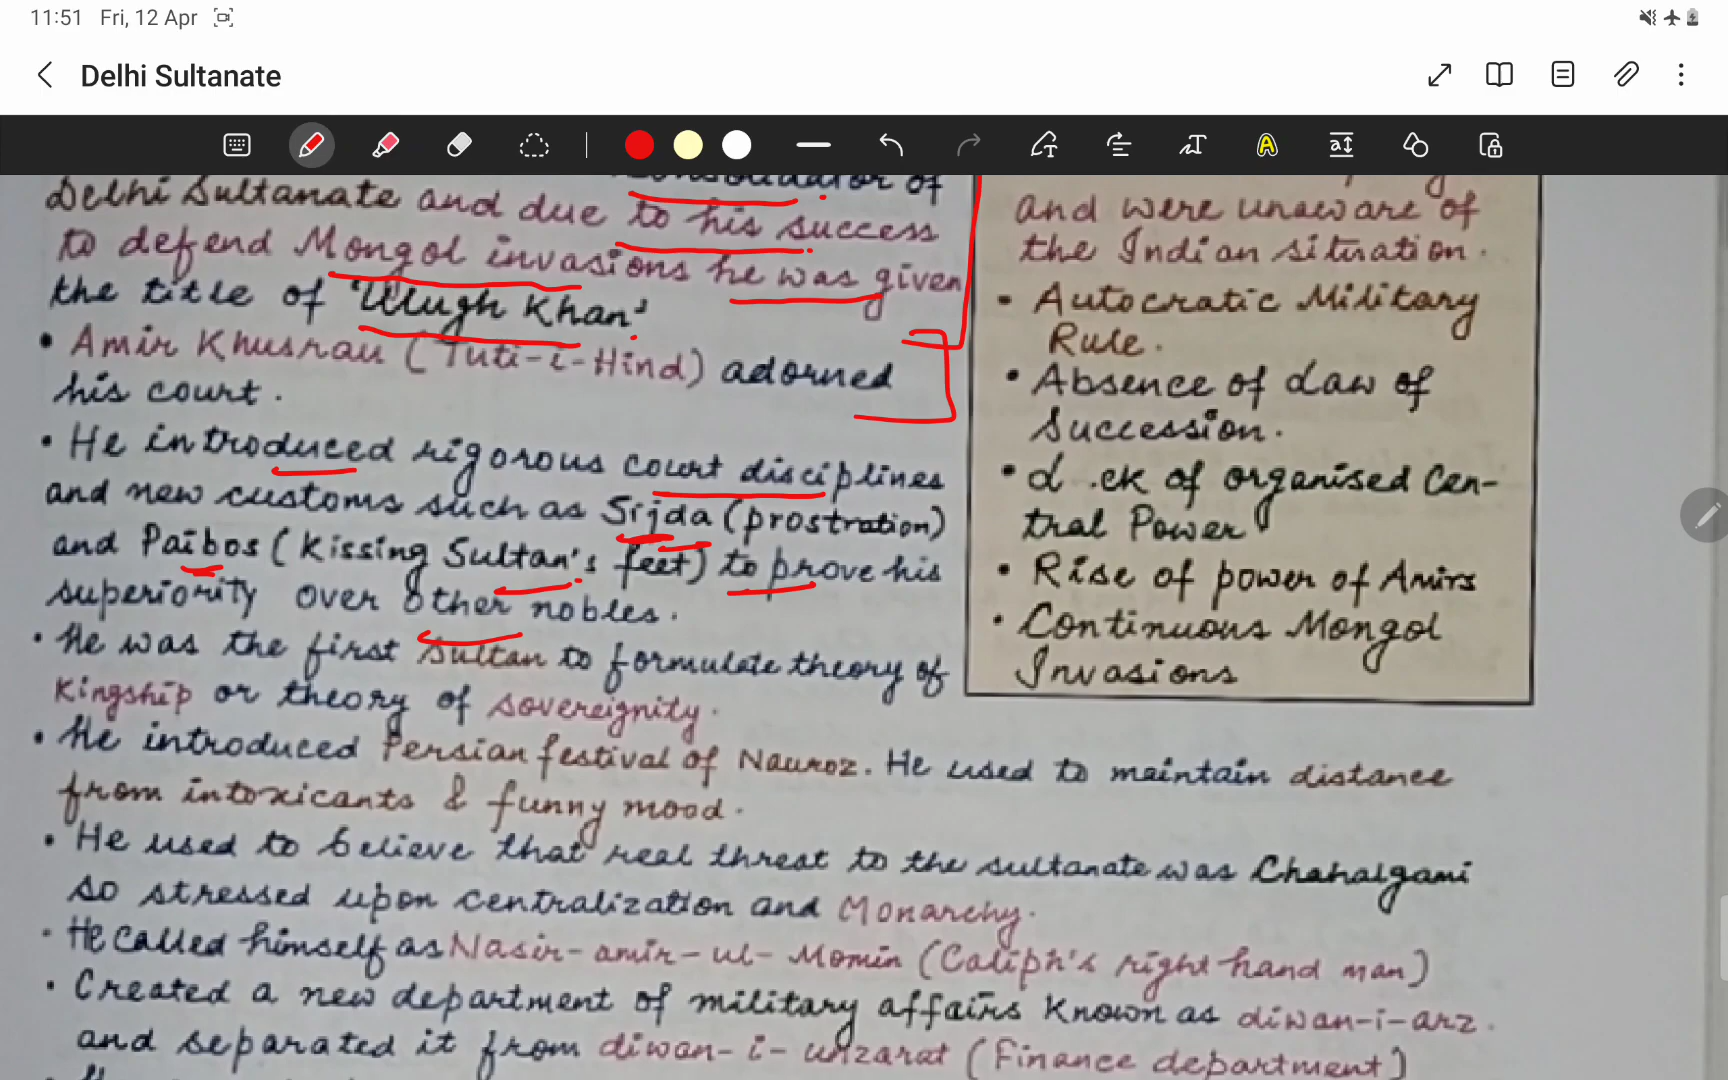 11:51 Fri, 12 Apr
Delhi Sultanate
Delhi Sultanate and due to his success
to defend Mongol invasions he was given
the title of 'Ulugh Khan'
• Amir Khusrau (Tuti-i-Hind) adorned
his court.
• He introduced rigorous court disciplines
and new customs such as Sijda (prostration)
and Paibos (Kissing Sultan's feet) to prove his
superiority over other nobles.
• He was the first Sultan to formulate theory of
Kingship or theory of sovereignity.
• He introduced Persian festival of Nauroz. He used to maintain distance
from intoxicants & funny mood.
• He used to believe that real threat to the sultanate was Chahalgami
so stressed upon centralization and Monarchy.
• He called himself as Nasir-amir-ul-Momin (Caliph's right hand man)
• Created a new department of military affairs known as diwan-i-arz.
and separated it from diwan-i-unzarat (Finance department)
and were unaware of
the Indian situation.
• Autocratic Military
Rule.
• Absence of Law of
Succession.
• L .ck of organised Cen-
tral Power
• Rise of power of Amirs
• Continuous Mongol
Invasions